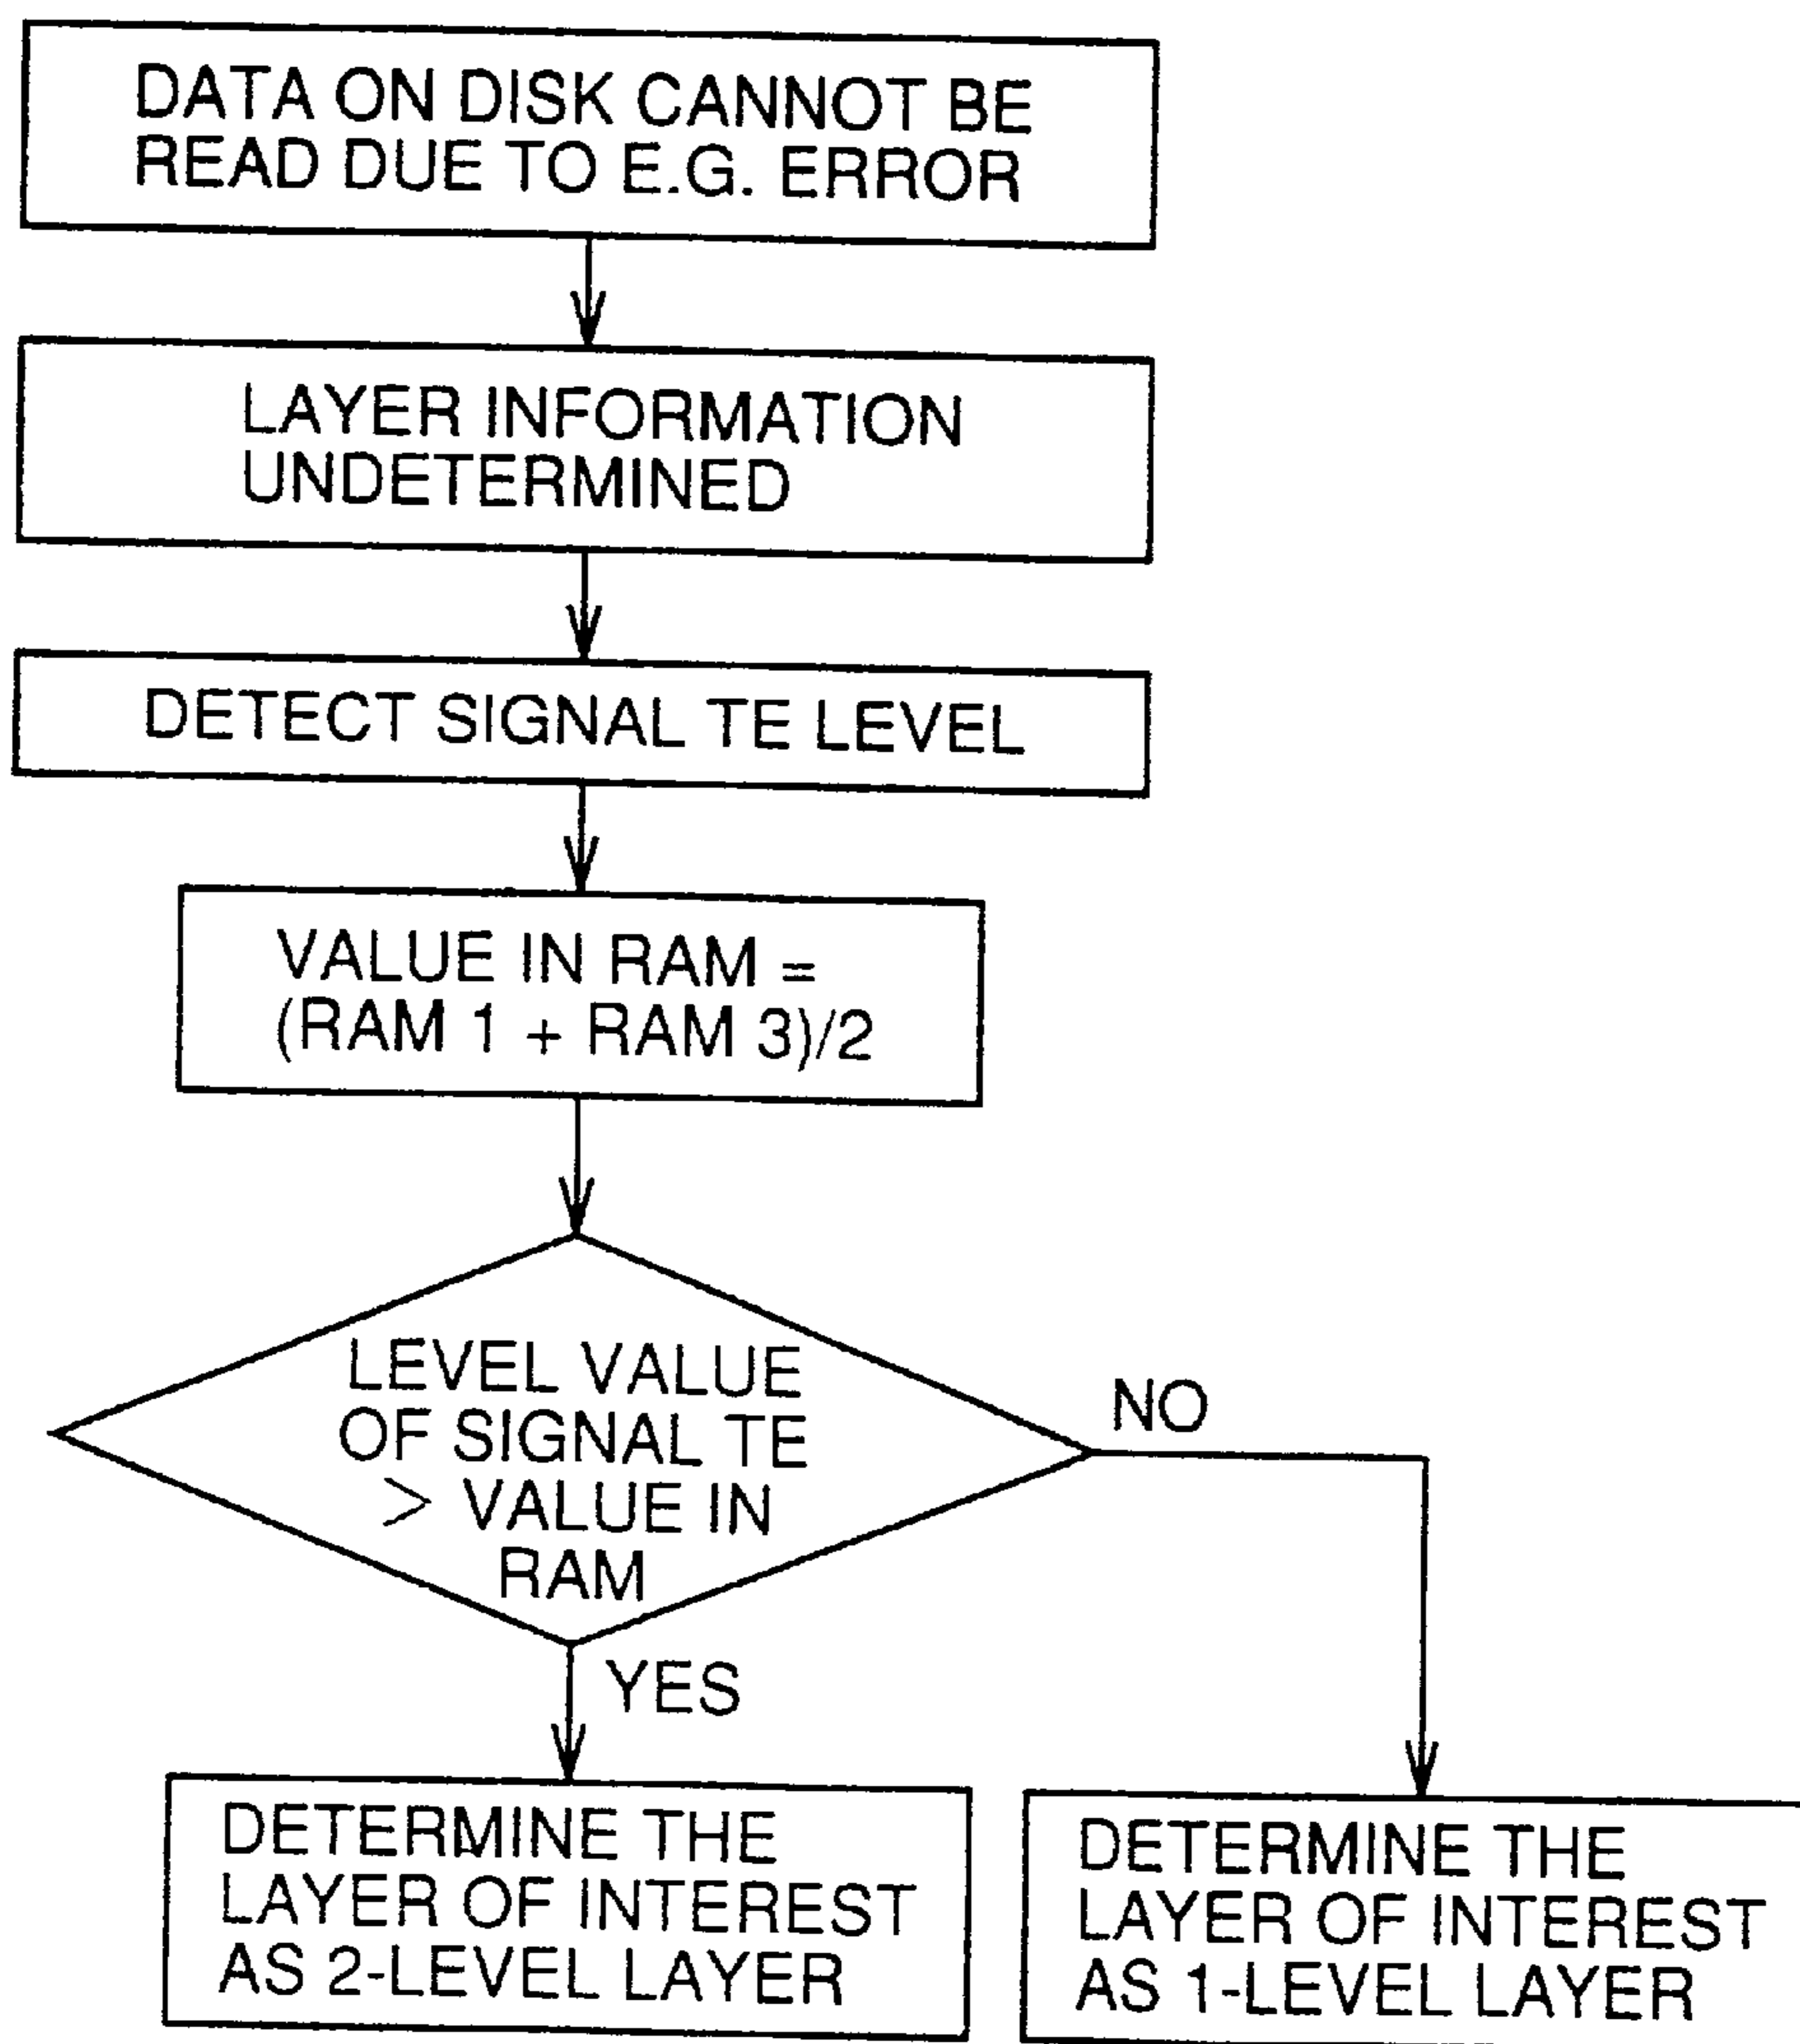 DATA ON DISK CANNOT BE
READ DUE TO E.G. ERROR
LAYER INFORMATION
UNDETERMINED
DETECT SIGNAL TE LEVEL
VALUE IN RAM =
(RAM 1 + RAM 3)/2
LEVEL VALUE
OF SIGNAL TE
> VALUE IN
RAM
NO
YES
DETERMINE THE
LAYER OF INTEREST
AS 2-LEVEL LAYER
DETERMINE THE
LAYER OF INTEREST
AS 1-LEVEL LAYER